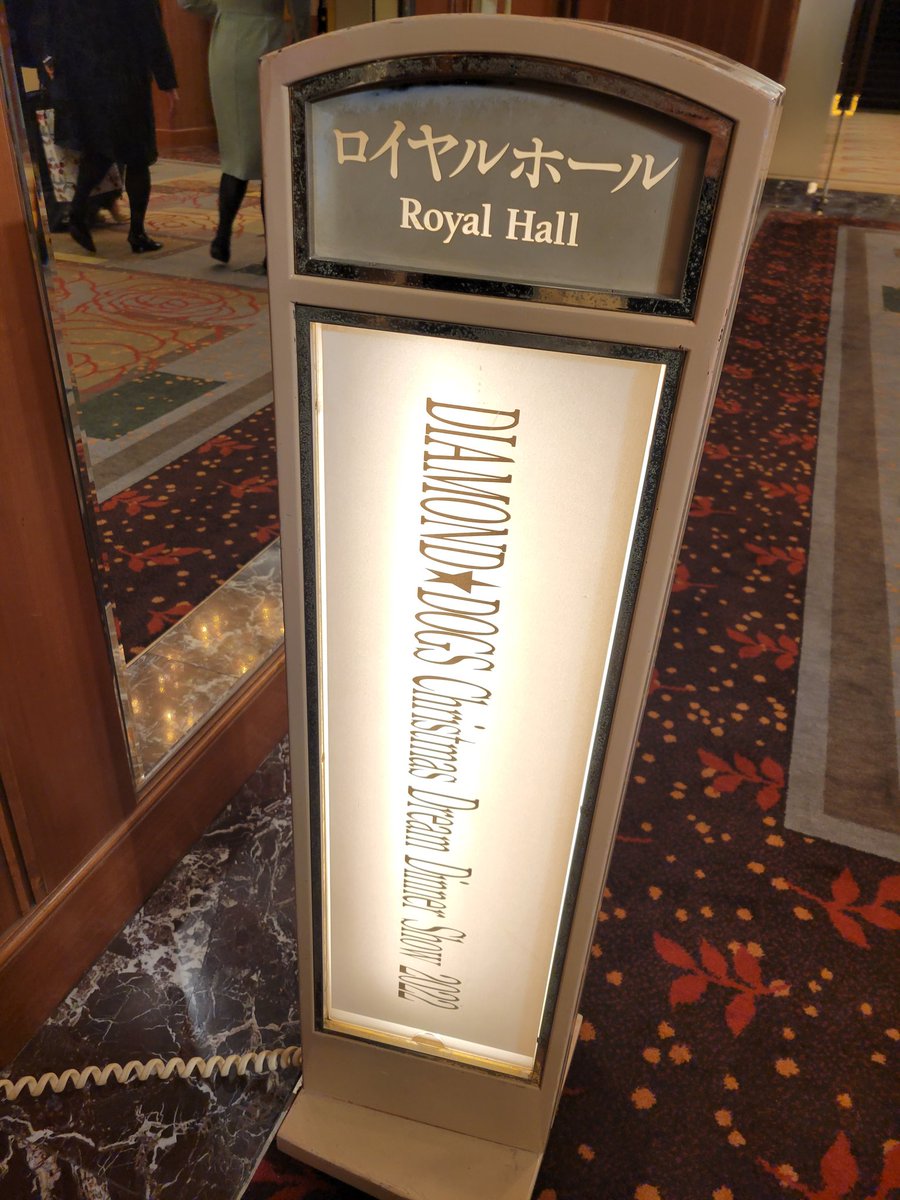 ロイヤルホール
Royal Hall
DIAMOND★DOGS Christmas Dream Dinner Show 2022